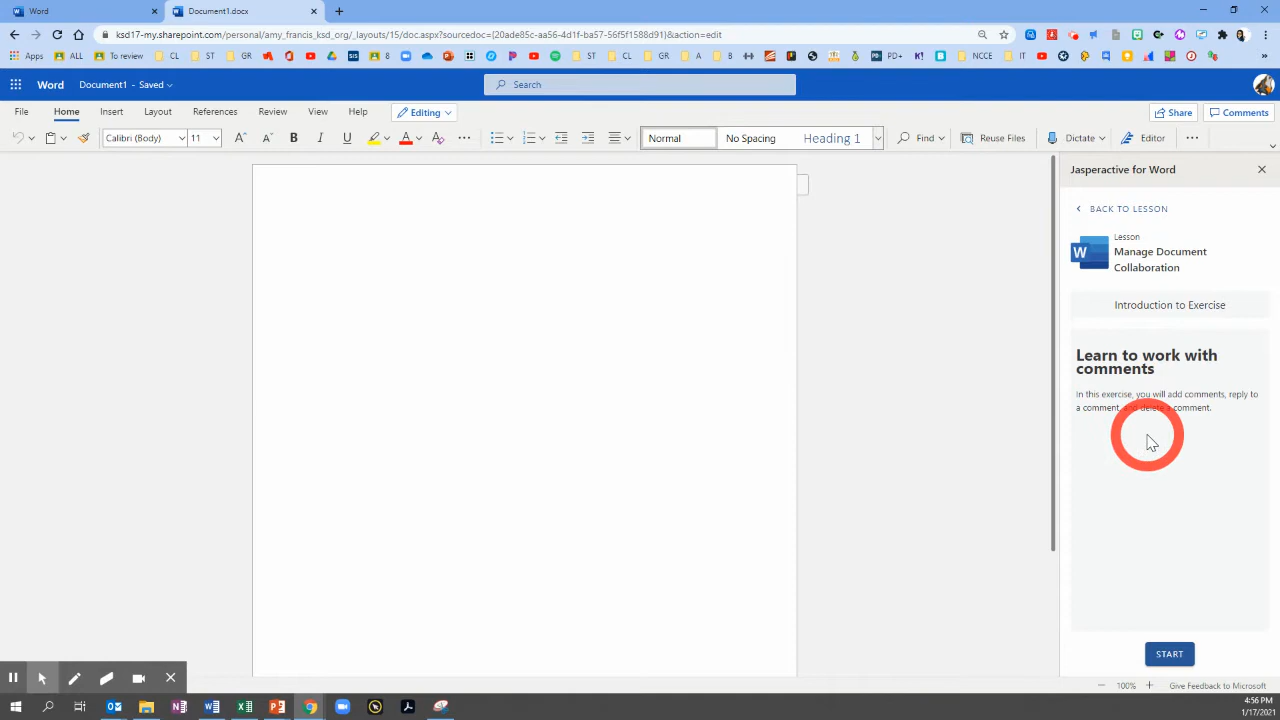 Word
Document1.docx
ksd17-my.sharepoint.com/personal/amy_francis_ksd_org/_layouts/15/doc.aspx?sourcedoc={20ade85c-aa56-4d1f-ba57-56f5f1588d91}&action=edit
Apps ALL ST GR SIS 8 ST CL GR A B PD+ NCCE IT ST CL GR
Word Document1 - Saved Search
File Home Insert Layout References Review View Help Editing Share Comments
Calibri (Body) 11 Normal No Spacing Heading 1 Find Reuse Files Dictate Editor
Jasperactive for Word
BACK TO LESSON
Lesson
Manage Document
Collaboration
Introduction to Exercise
Learn to work with
comments
In this exercise, you will add comments, reply to
a comment, and delete a comment.
START
100% Give Feedback to Microsoft
4:56 PM
1/17/2021